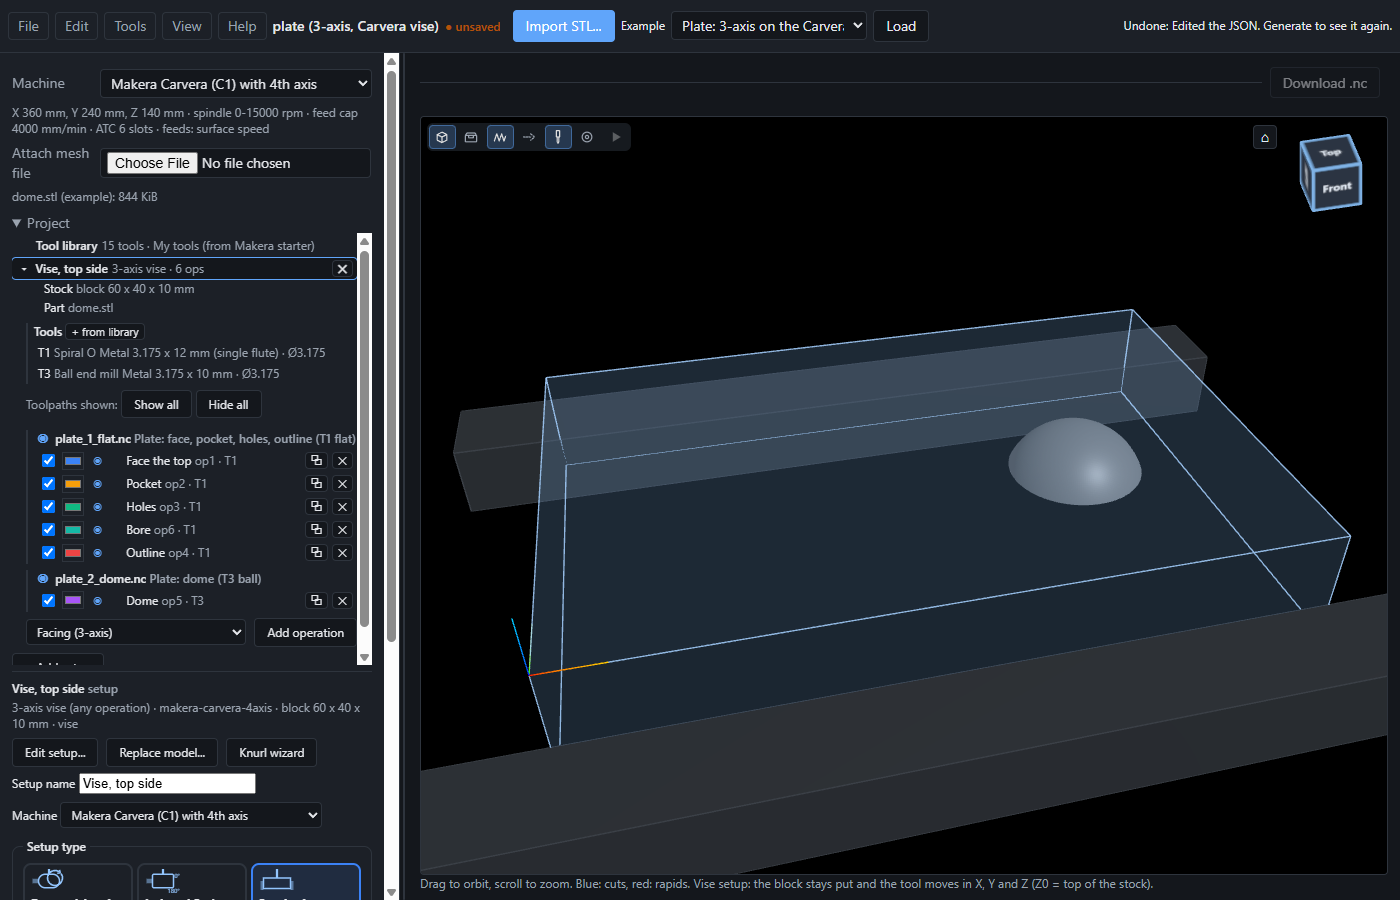 File Edit Tools View Help plate (3-axis, Carvera vise) • unsaved Import STL... Example Plate: 3-axis on the Carver Load Undone: Edited the JSON. Generate to see it again.
Machine Makera Carvera (C1) with 4th axis
X 360 mm, Y 240 mm, Z 140 mm · spindle 0-15000 rpm · feed cap
4000 mm/min · ATC 6 slots · feeds: surface speed
Attach mesh file Choose File No file chosen
dome.stl (example): 844 KiB
Project
Tool library 15 tools · My tools (from Makera starter)
Vise, top side 3-axis vise · 6 ops
Stock block 60 x 40 x 10 mm
Part dome.stl
Tools + from library
T1 Spiral O Metal 3.175 x 12 mm (single flute) · Ø3.175
T3 Ball end mill Metal 3.175 x 10 mm · Ø3.175
Toolpaths shown: Show all Hide all
plate_1_flat.nc Plate: face, pocket, holes, outline (T1 flat)
Face the top op1 · T1
Pocket op2 · T1
Holes op3 · T1
Bore op6 · T1
Outline op4 · T1
plate_2_dome.nc Plate: dome (T3 ball)
Dome op5 · T3
Facing (3-axis) Add operation
Vise, top side setup
3-axis vise (any operation) · makera-carvera-4axis · block 60 x 40 x
10 mm · vise
Edit setup... Replace model... Knurl wizard
Setup name Vise, top side
Machine Makera Carvera (C1) with 4th axis
Setup type
180°
Download .nc
Top
Front
Drag to orbit, scroll to zoom. Blue: cuts, red: rapids. Vise setup: the block stays put and the tool moves in X, Y and Z (Z0 = top of the stock).